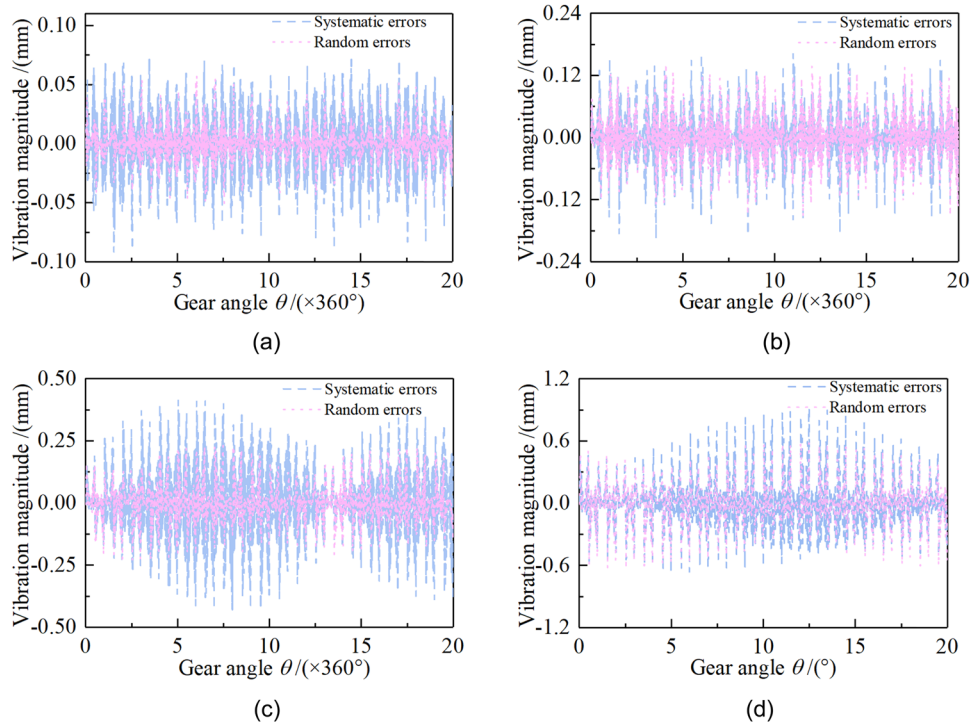 Vibration magnitude /(mm)
0.10
0.05
0.00
-0.05
-0.10
Systematic errors
Random errors
0 5 10 15 20
Gear angle θ/(×360°)
(a)
Vibration magnitude /(mm)
0.24
0.12
0.00
-0.12
-0.24
Systematic errors
Random errors
0 5 10 15 20
Gear angle θ/(×360°)
(b)
Vibration magnitude /(mm)
0.50
0.25
0.00
-0.25
-0.50
Systematic errors
Random errors
0 5 10 15 20
Gear angle θ/(×360°)
(c)
Vibration magnitude /(mm)
1.2
0.6
0.0
-0.6
-1.2
Systematic errors
Random errors
0 5 10 15 20
Gear angle θ/(°)
(d)